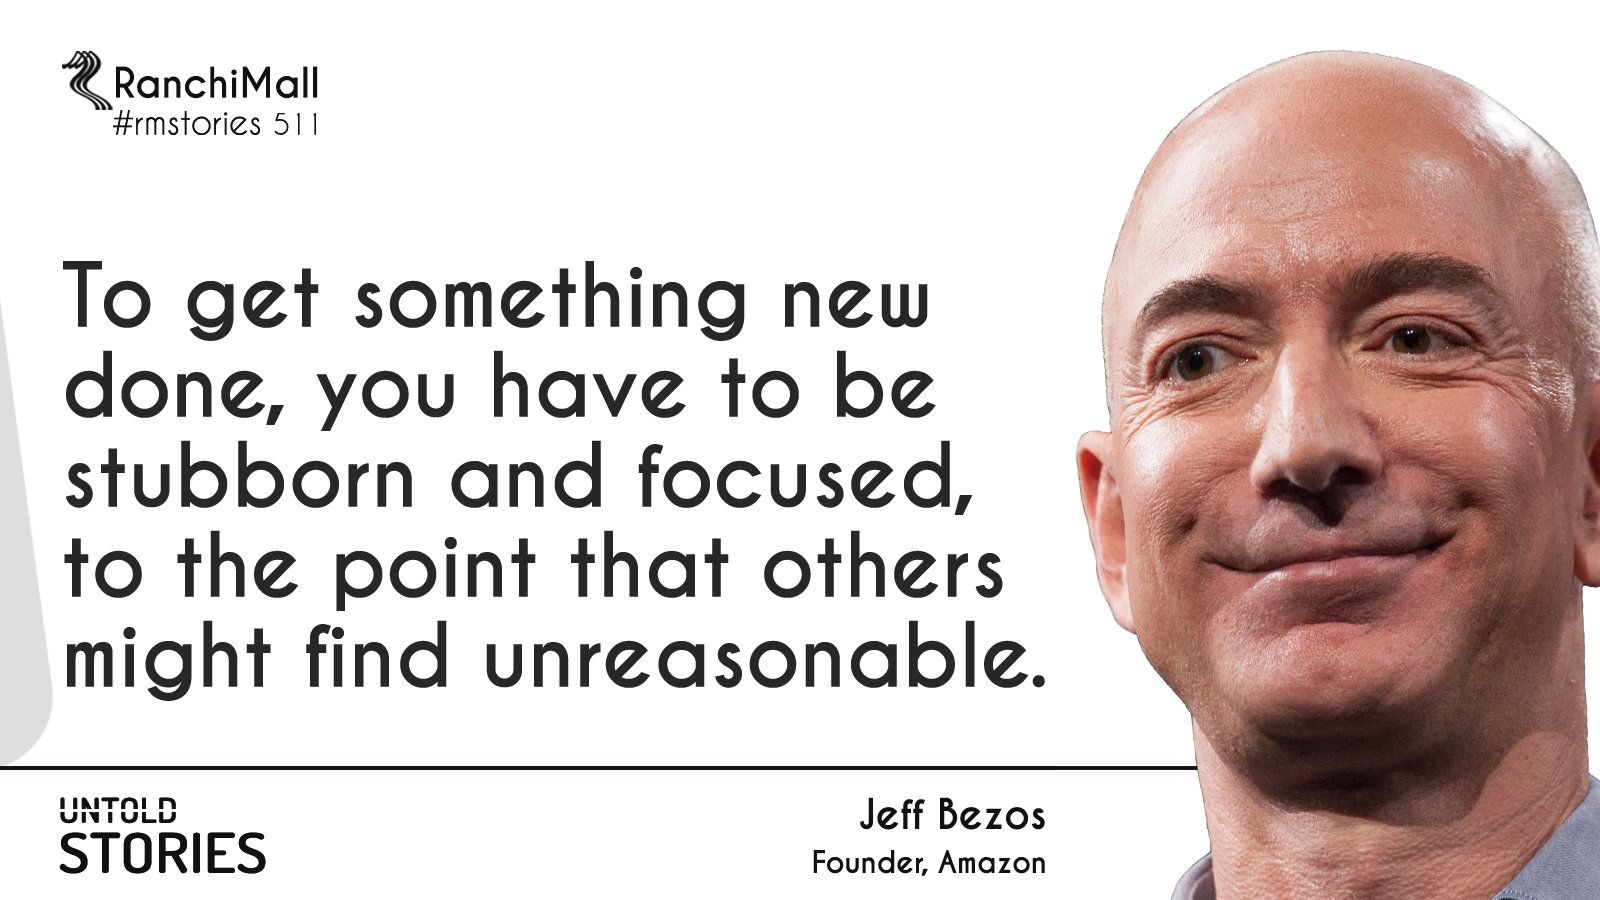 RanchiMall
#rmstories 511
To get something new
done, you have to be
stubborn and focused,
to the point that others
might find unreasonable.
UNTOLD
STORIES
Jeff Bezos
Founder, Amazon